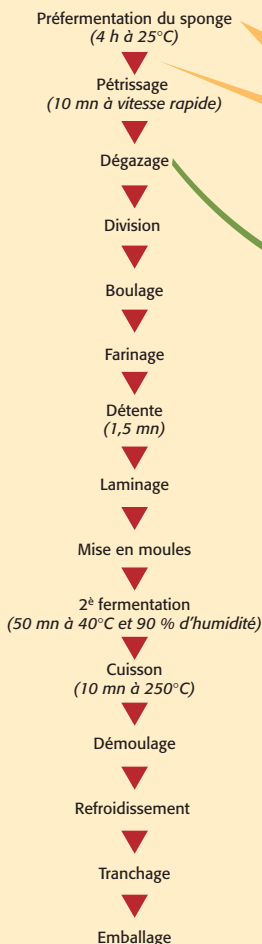 Préfermentation du sponge
(4 h à 25°C)
Pétrissage
(10 mn à vitesse rapide)
Dégazage
Division
Boulage
Farinage
Détente
(1,5 mn)
Laminage
Mise en moules
2è fermentation
(50 mn à 40°C et 90 % d’humidité)
Cuisson
(10 mn à 250°C)
Démoulage
Refroidissement
Tranchage
Emballage